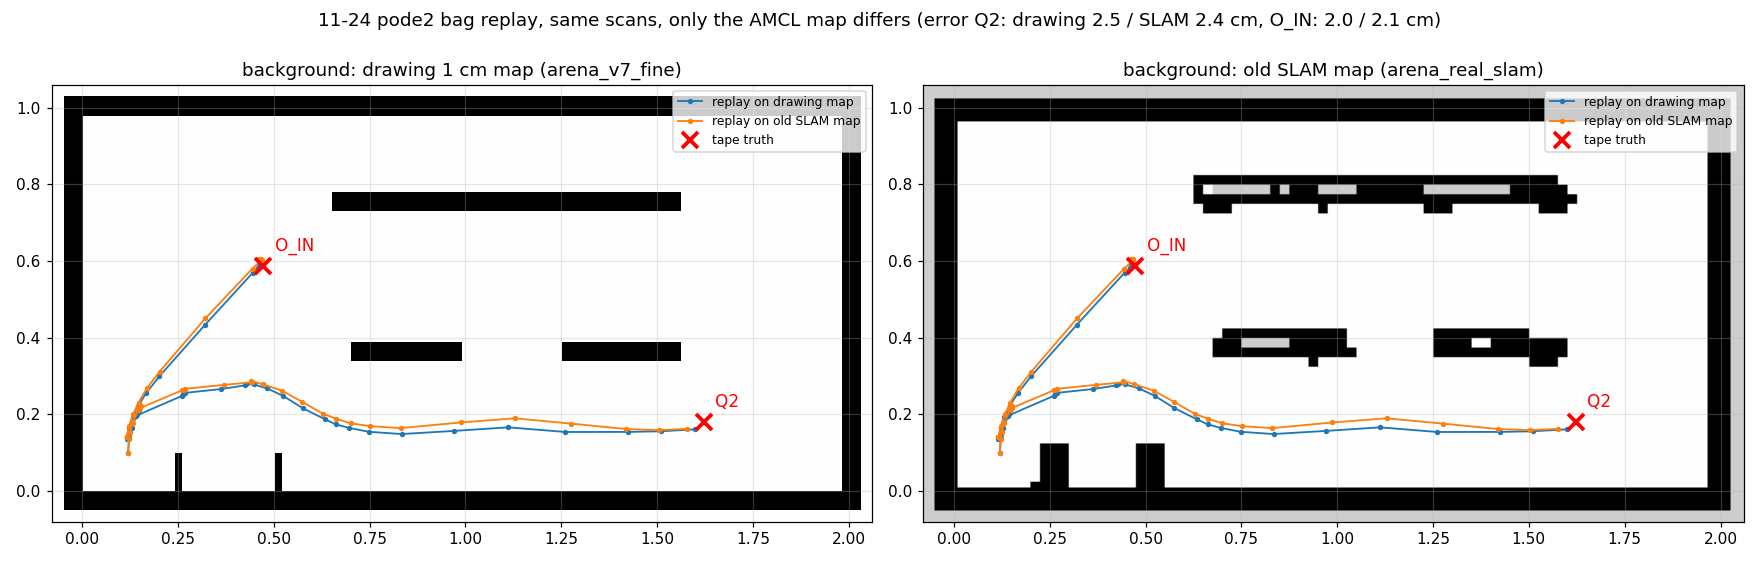 11-24 pode2 bag replay, same scans, only the AMCL map differs (error Q2: drawing 2.5 / SLAM 2.4 cm, O_IN: 2.0 / 2.1 cm)
background: drawing 1 cm map (arena_v7_fine)
replay on drawing map
replay on old SLAM map
tape truth
O_IN
Q2
1.0
0.8
0.6
0.4
0.2
0.0
0.00
0.25
0.50
0.75
1.00
1.25
1.50
1.75
2.00
background: old SLAM map (arena_real_slam)
replay on drawing map
replay on old SLAM map
tape truth
O_IN
Q2
1.0
0.8
0.6
0.4
0.2
0.0
0.00
0.25
0.50
0.75
1.00
1.25
1.50
1.75
2.00